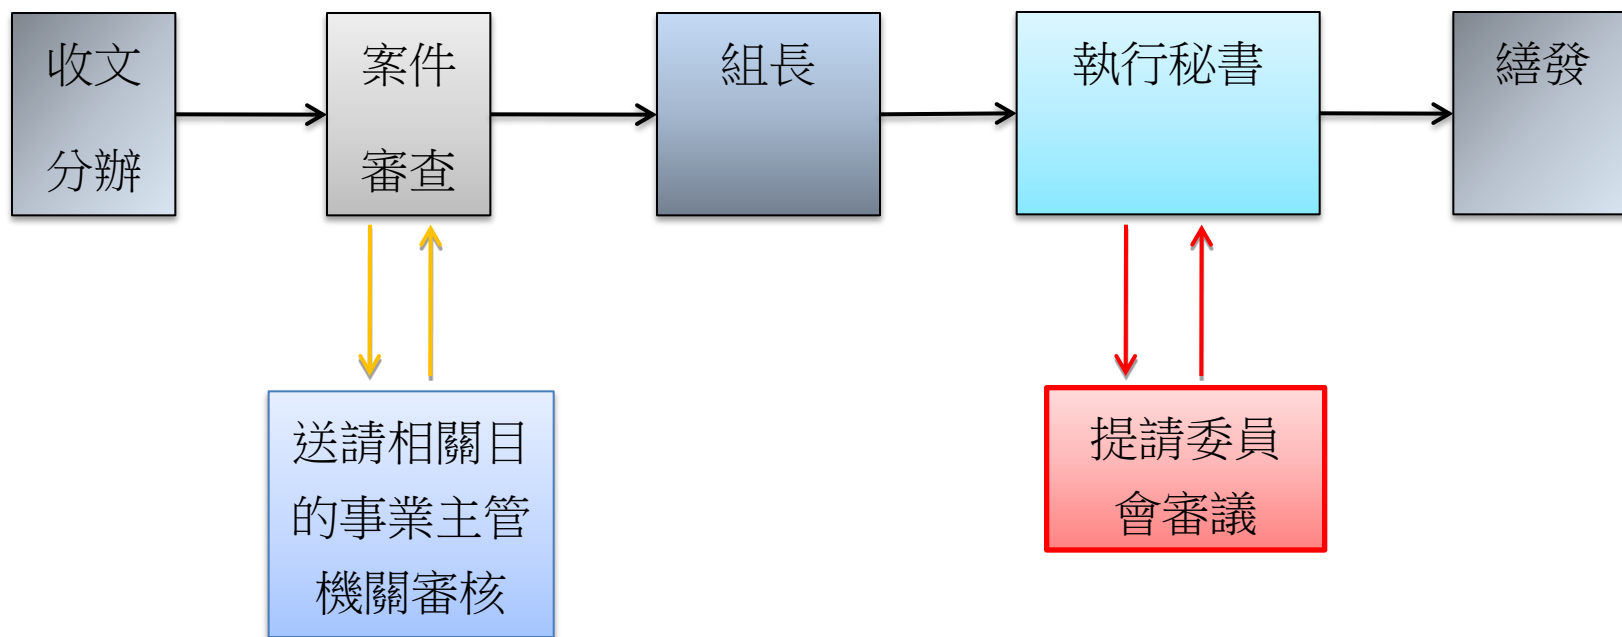 收文
分辦
案件
審查
組長
執行秘書
繕發
送請相關目
的事業主管
機關審核
提請委員
會審議